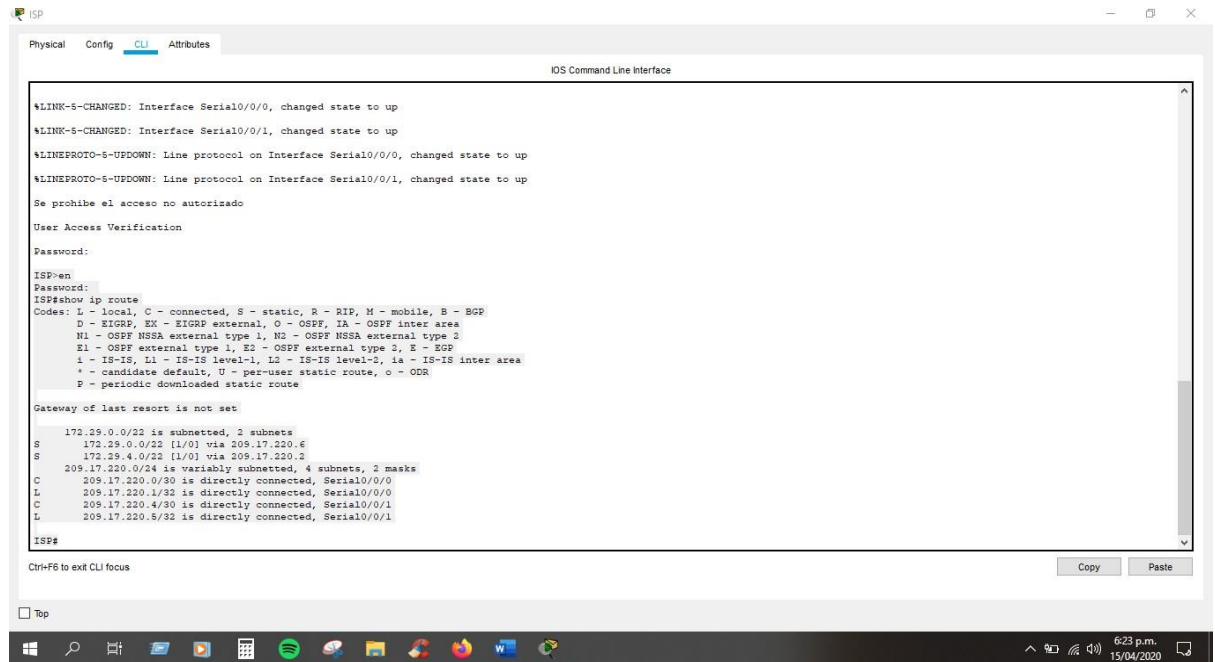 ISP
Physical Config CLI Attributes
IOS Command Line Interface
%LINK-5-CHANGED: Interface Serial0/0/0, changed state to up
%LINK-5-CHANGED: Interface Serial0/0/1, changed state to up
%LINEPROTO-5-UPDOWN: Line protocol on Interface Serial0/0/0, changed state to up
%LINEPROTO-5-UPDOWN: Line protocol on Interface Serial0/0/1, changed state to up
Se prohibe el acceso no autorizado
User Access Verification
Password:
ISP>en
Password:
ISP#show ip route
Codes: L - local, C - connected, S - static, R - RIP, M - mobile, B - BGP
D - EIGRP, EX - EIGRP external, O - OSPF, IA - OSPF inter area
N1 - OSPF NSSA external type 1, N2 - OSPF NSSA external type 2
E1 - OSPF external type 1, E2 - OSPF external type 2, E - EGP
i - IS-IS, L1 - IS-IS level-1, L2 - IS-IS level-2, ia - IS-IS inter area
* - candidate default, U - per-user static route, o - ODR
P - periodic downloaded static route
Gateway of last resort is not set
172.29.0.0/22 is subnetted, 2 subnets
S 172.29.0.0/22 [1/0] via 209.17.220.6
S 172.29.4.0/22 [1/0] via 209.17.220.2
209.17.220.0/24 is variably subnetted, 4 subnets, 2 masks
C 209.17.220.0/30 is directly connected, Serial0/0/0
L 209.17.220.1/32 is directly connected, Serial0/0/0
C 209.17.220.4/30 is directly connected, Serial0/0/1
L 209.17.220.5/32 is directly connected, Serial0/0/1
ISP#
Ctrl+F6 to exit CLI focus
Copy Paste
Top
6:23 p.m.
15/04/2020